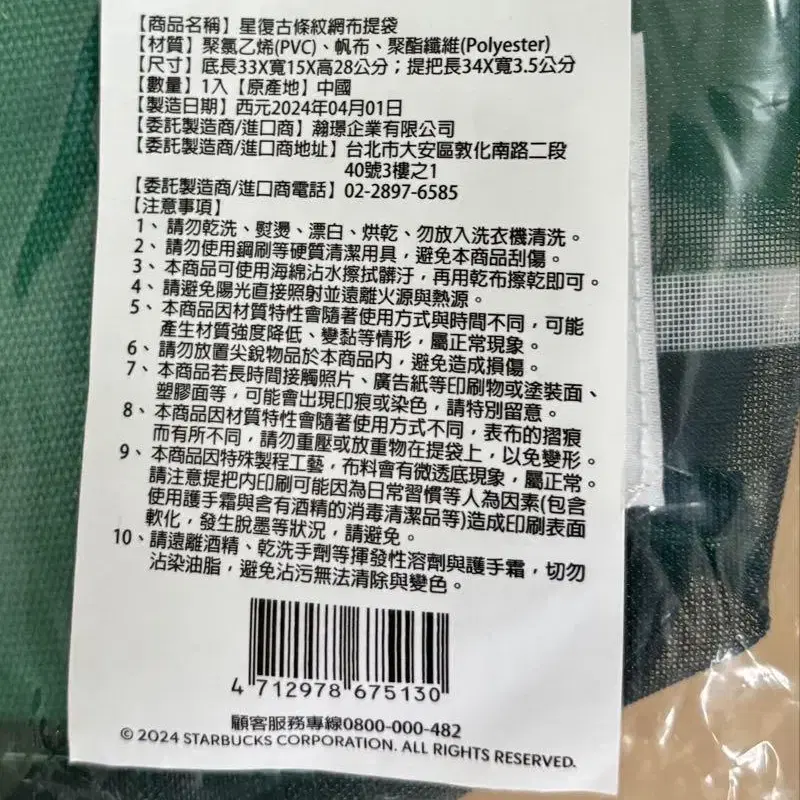 【商品名稱】星復古條紋網布提袋
【材質】聚氯乙烯(PVC)、帆布、聚酯纖維(Polyester)
【尺寸】底長33X寬15X高28公分；提把長34X寬3.5公分
【數量】1入【原產地】中國
【製造日期】西元2024年04月01日
【委託製造商/進口商】瀚璟企業有限公司
【委託製造商/進口商地址】台北市大安區敦化南路二段
40號3樓之1
【委託製造商/進口商電話】02-2897-6585
【注意事項】
1、請勿乾洗、熨燙、漂白、烘乾、勿放入洗衣機清洗。
2、請勿使用鋼刷等硬質清潔用具，避免本商品刮傷。
3、本商品可使用海綿沾水擦拭髒汙，再用乾布擦乾即可。
4、請避免陽光直接照射並遠離火源與熱源。
5、本商品因材質特性會隨著使用方式與時間不同，可能
產生材質強度降低、變黏等情形，屬正常現象。
6、請勿放置尖銳物品於本商品內，避免造成損傷。
7、本商品若長時間接觸照片、廣告紙等印刷物或塗裝面、
塑膠面等，可能會出現印痕或染色，請特別留意。
8、本商品因材質特性會隨著使用方式不同，表布的摺痕
而有所不同，請勿重壓或放重物在提袋上，以免變形。
9、本商品因特殊製程工藝，布料會有微透底現象，屬正常。
請注意提把內印刷可能因為日常習慣等人為因素(包含
使用護手霜與含有酒精的消毒清潔品等)造成印刷表面
軟化，發生脫墨等狀況，請避免。
10、請遠離酒精、乾洗手劑等揮發性溶劑與護手霜，切勿
沾染油脂，避免沾污無法清除與變色。
4 712978 675130
顧客服務專線0800-000-482
© 2024 STARBUCKS CORPORATION. ALL RIGHTS RESERVED.